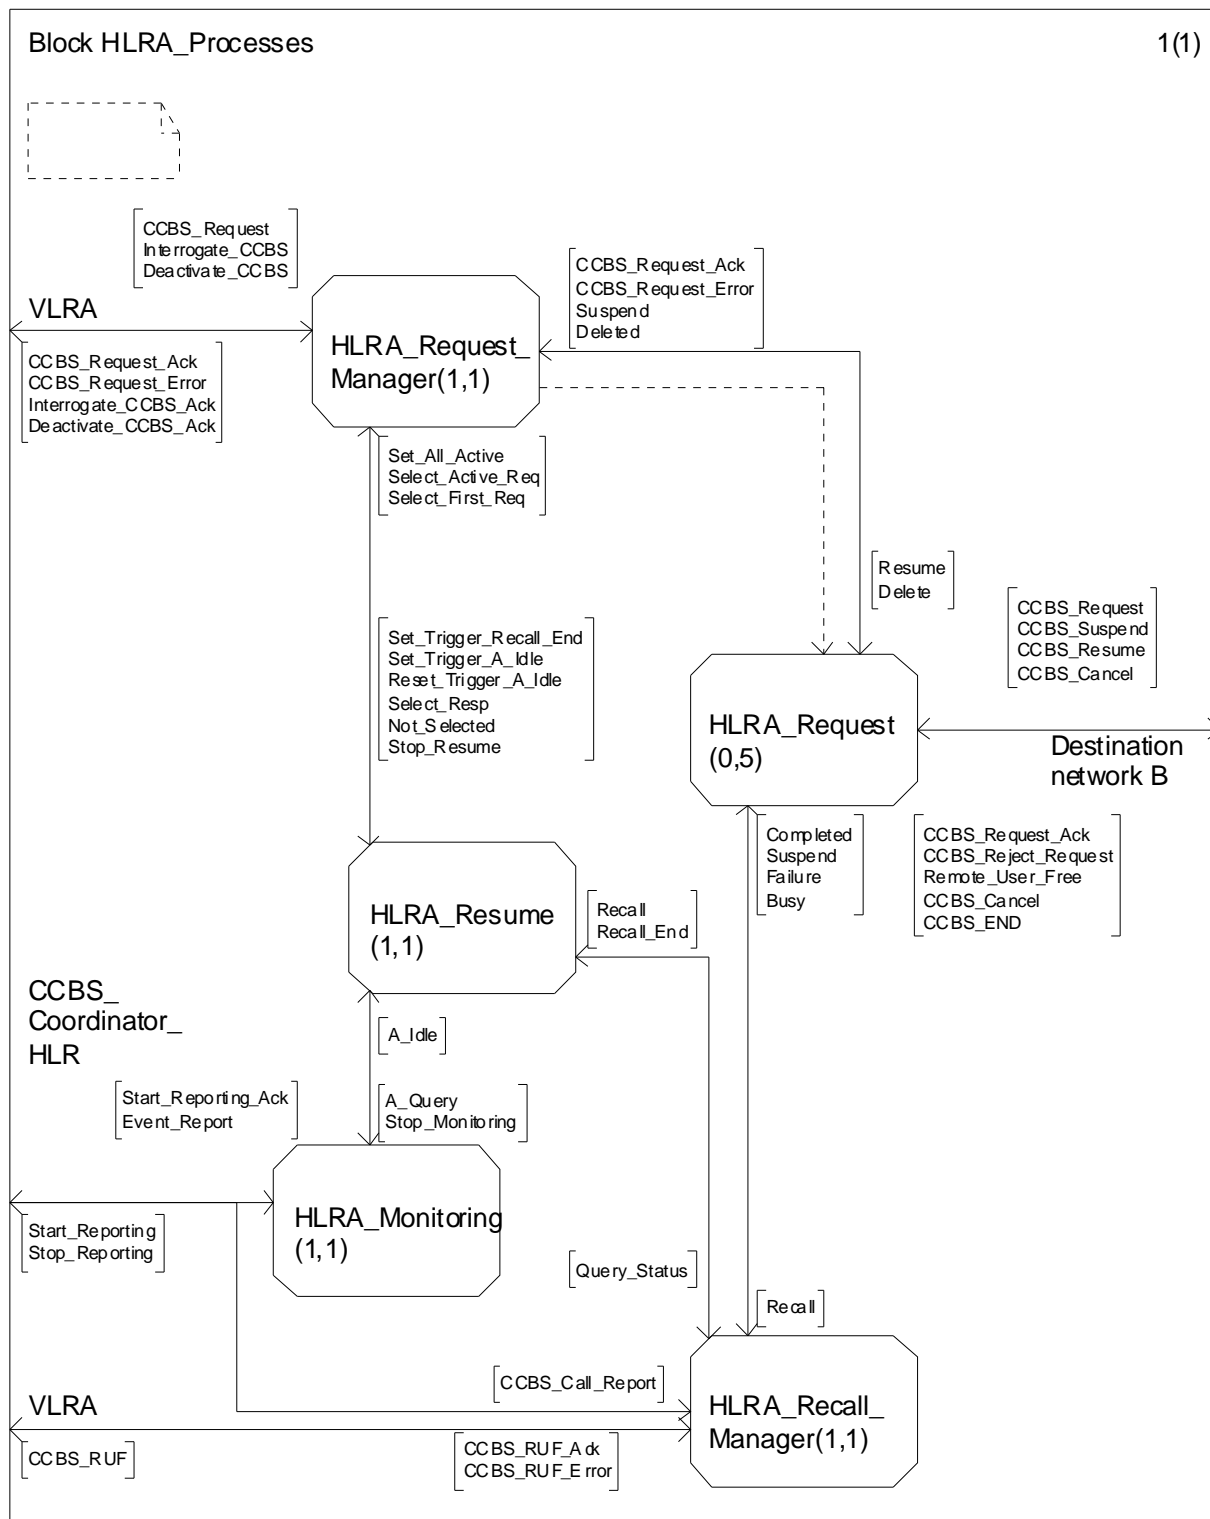 Block HLRA_Processes
1(1)
CCBS_Request
Interrogate_CCBS
Deactivate_CCBS
CCBS_Request_Ack
CCBS_Request_Error
Suspend
Deleted
VLRA
HLRA_Request_
Manager(1,1)
CCBS_Request_Ack
CCBS_Request_Error
Interrogate_CCBS_Ack
Deactivate_CCBS_Ack
Set_All_Active
Select_Active_Req
Select_First_Req
Resume
Delete
CCBS_Request
CCBS_Suspend
CCBS_Resume
CCBS_Cancel
Set_Trigger_Recall_End
Set_Trigger_A_Idle
Reset_Trigger_A_Idle
Select_Resp
Not_Selected
Stop_Resume
HLRA_Request
(0,5)
Destination
network B
Completed
Suspend
Failure
Busy
CCBS_Request_Ack
CCBS_Reject_Request
Remote_User_Free
CCBS_Cancel
CCBS_END
HLRA_Resume
(1,1)
Recall
Recall_End
CCBS_
Coordinator_
HLR
A_Idle
Start_Reporting_Ack
Event_Report
A_Query
Stop_Monitoring
HLRA_Monitoring
(1,1)
Start_Reporting
Stop_Reporting
Query_Status
Recall
CCBS_Call_Report
VLRA
HLRA_Recall_
Manager(1,1)
CCBS_RUF
CCBS_RUF_Ack
CCBS_RUF_Error